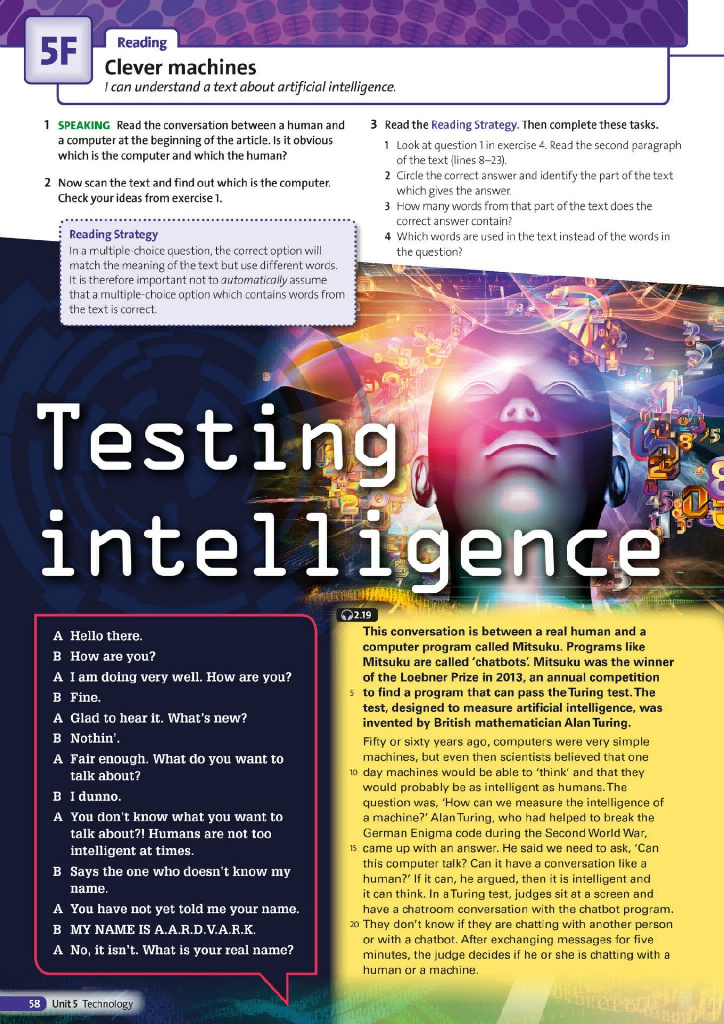 5F
Reading
Clever machines
I can understand a text about artificial intelligence.
1 SPEAKING Read the conversation between a human and
a computer at the beginning of the article. Is it obvious
which is the computer and which the human?
2 Now scan the text and find out which is the computer.
Check your ideas from exercise 1.
Reading Strategy
In a multiple-choice question, the correct option will
match the meaning of the text but use different words.
It is therefore important not to automatically assume
that a multiple-choice option which contains words from
the text is correct.
3 Read the Reading Strategy. Then complete these tasks.
1 Look at question 1 in exercise 4. Read the second paragraph
of the text (lines 8–23).
2 Circle the correct answer and identify the part of the text
which gives the answer.
3 How many words from that part of the text does the
correct answer contain?
4 Which words are used in the text instead of the words in
the question?
Testing
intelligence
A Hello there.
B How are you?
A I am doing very well. How are you?
B Fine.
A Glad to hear it. What's new?
B Nothin'.
A Fair enough. What do you want to
talk about?
B I dunno.
A You don't know what you want to
talk about?! Humans are not too
intelligent at times.
B Says the one who doesn't know my
name.
A You have not yet told me your name.
B MY NAME IS A.A.R.D.V.A.R.K.
A No, it isn't. What is your real name?
2.19
This conversation is between a real human and a
computer program called Mitsuku. Programs like
Mitsuku are called 'chatbots'. Mitsuku was the winner
of the Loebner Prize in 2013, an annual competition
5 to find a program that can pass the Turing test. The
test, designed to measure artificial intelligence, was
invented by British mathematician Alan Turing.
Fifty or sixty years ago, computers were very simple
machines, but even then scientists believed that one
10 day machines would be able to 'think' and that they
would probably be as intelligent as humans. The
question was, 'How can we measure the intelligence of
a machine?' Alan Turing, who had helped to break the
German Enigma code during the Second World War,
15 came up with an answer. He said we need to ask, 'Can
this computer talk? Can it have a conversation like a
human?' If it can, he argued, then it is intelligent and
it can think. In a Turing test, judges sit at a screen and
have a chatroom conversation with the chatbot program.
20 They don't know if they are chatting with another person
or with a chatbot. After exchanging messages for five
minutes, the judge decides if he or she is chatting with a
human or a machine.
58 Unit 5 Technology